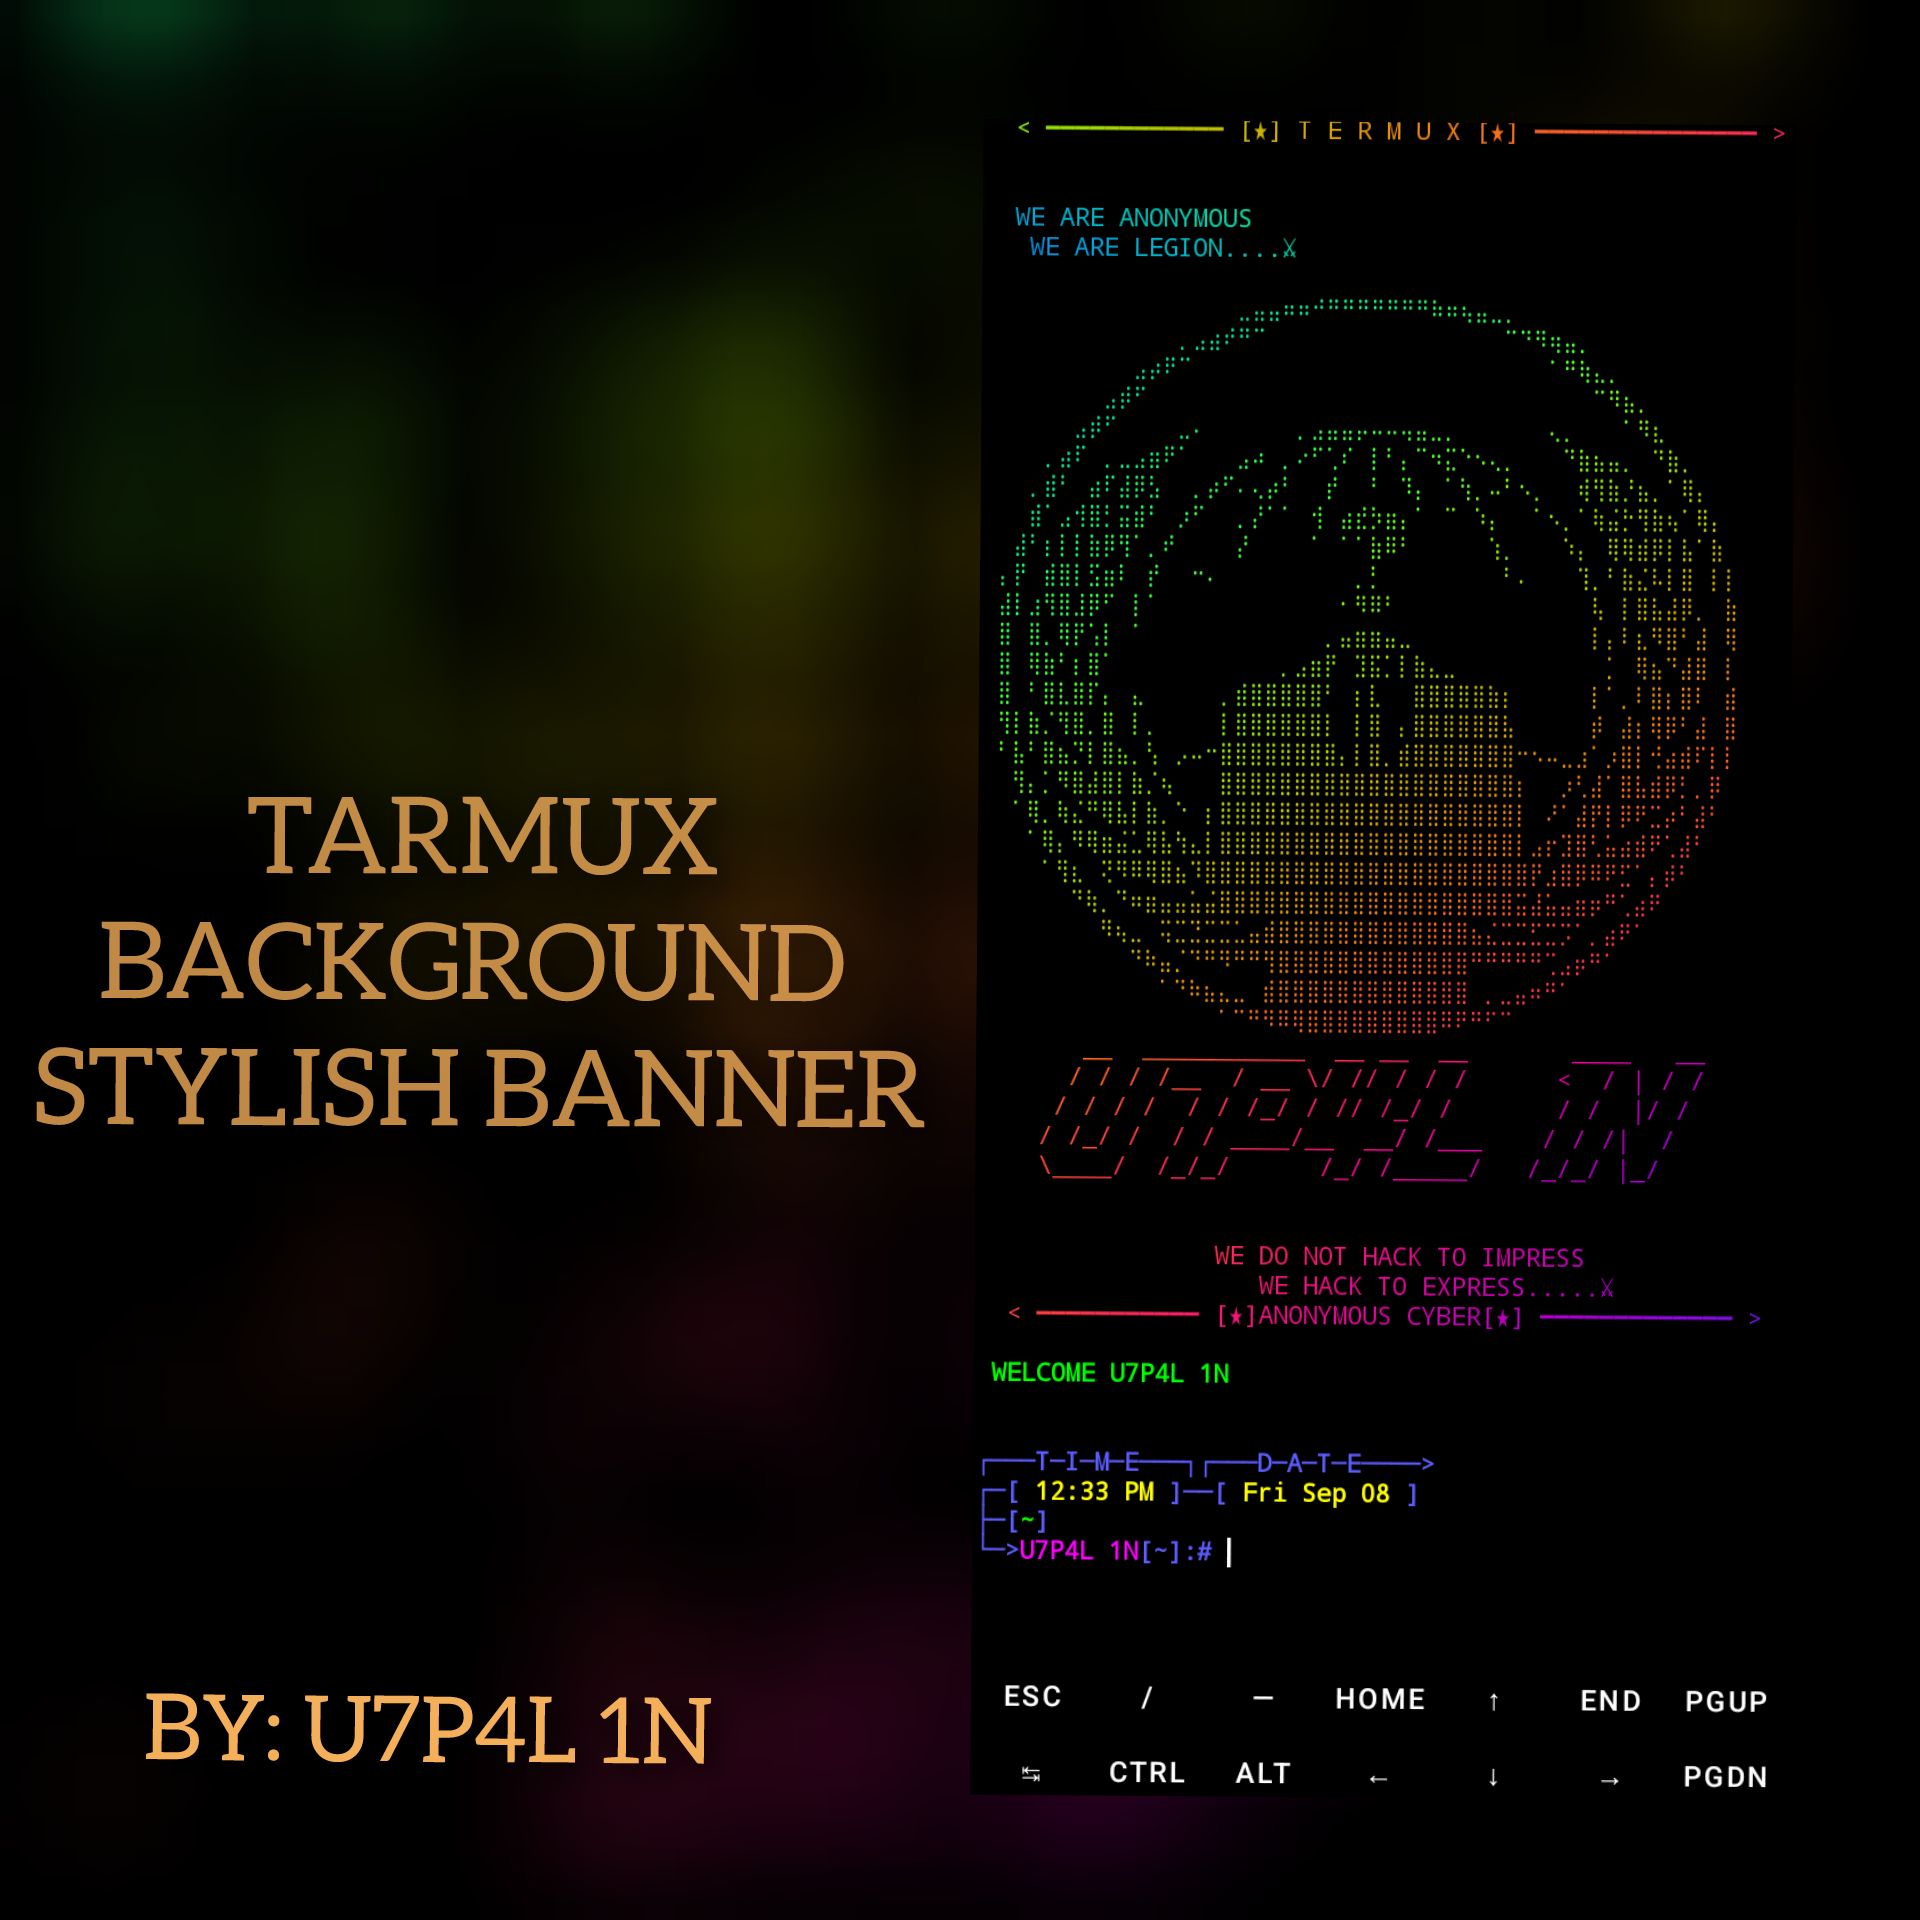 TARMUX
BACKGROUND
STYLISH BANNER
BY: U7P4L 1N
< ━━━━━━━━━━━━ [★] T E R M U X [★] ━━━━━━━━━━━━━━━ >
WE ARE ANONYMOUS
WE ARE LEGION....☓
U7P4L 1N
WE DO NOT HACK TO IMPRESS
WE HACK TO EXPRESS.....☓
< ━━━━━━━━━━━ [★]ANONYMOUS CYBER[★] ━━━━━━━━━━━━━ >
WELCOME U7P4L 1N
┌───T─I─M─E───┐┌───D─A─T─E────>
┌─[ 12:33 PM ]──[ Fri Sep 08 ]
├─[~]
└─>U7P4L 1N[~]:#
ESC / — HOME ↑ END PGUP
↹ CTRL ALT ← ↓ → PGDN